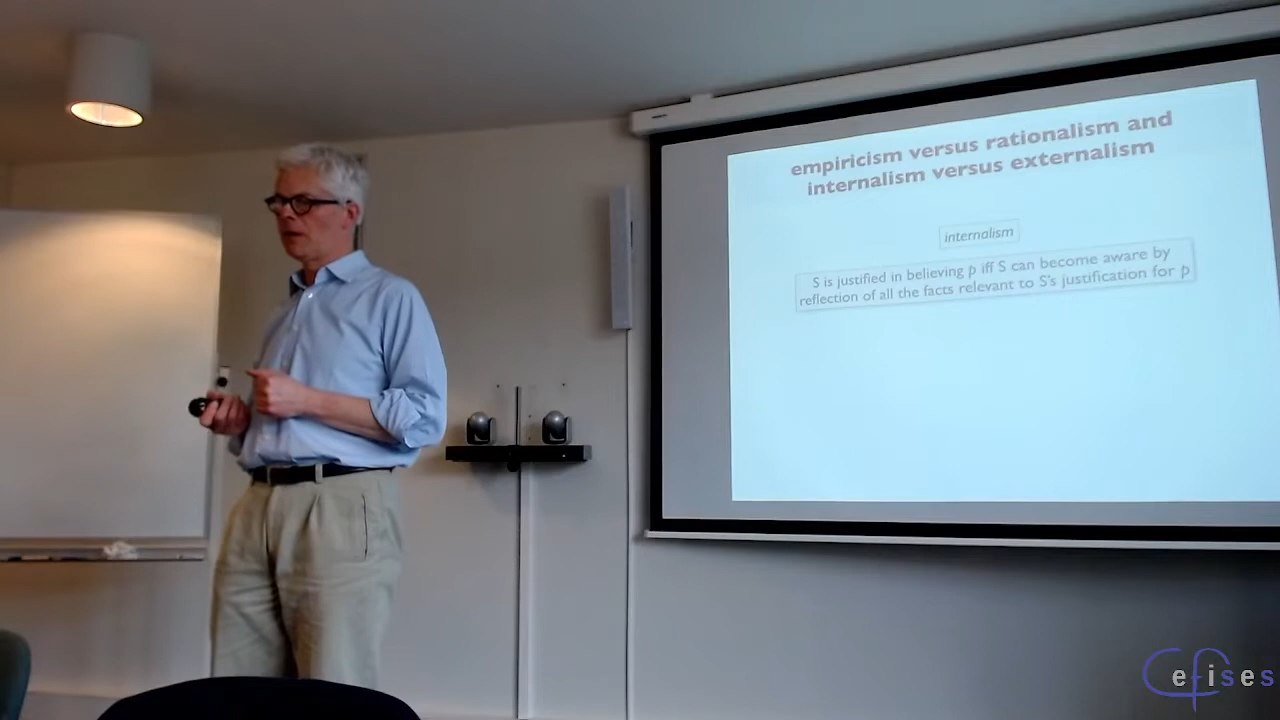 empiricism versus rationalism and
internalism versus externalism
internalism
S is justified in believing p iff S can become aware by
reflection of all the facts relevant to S's justification for p
Cefises